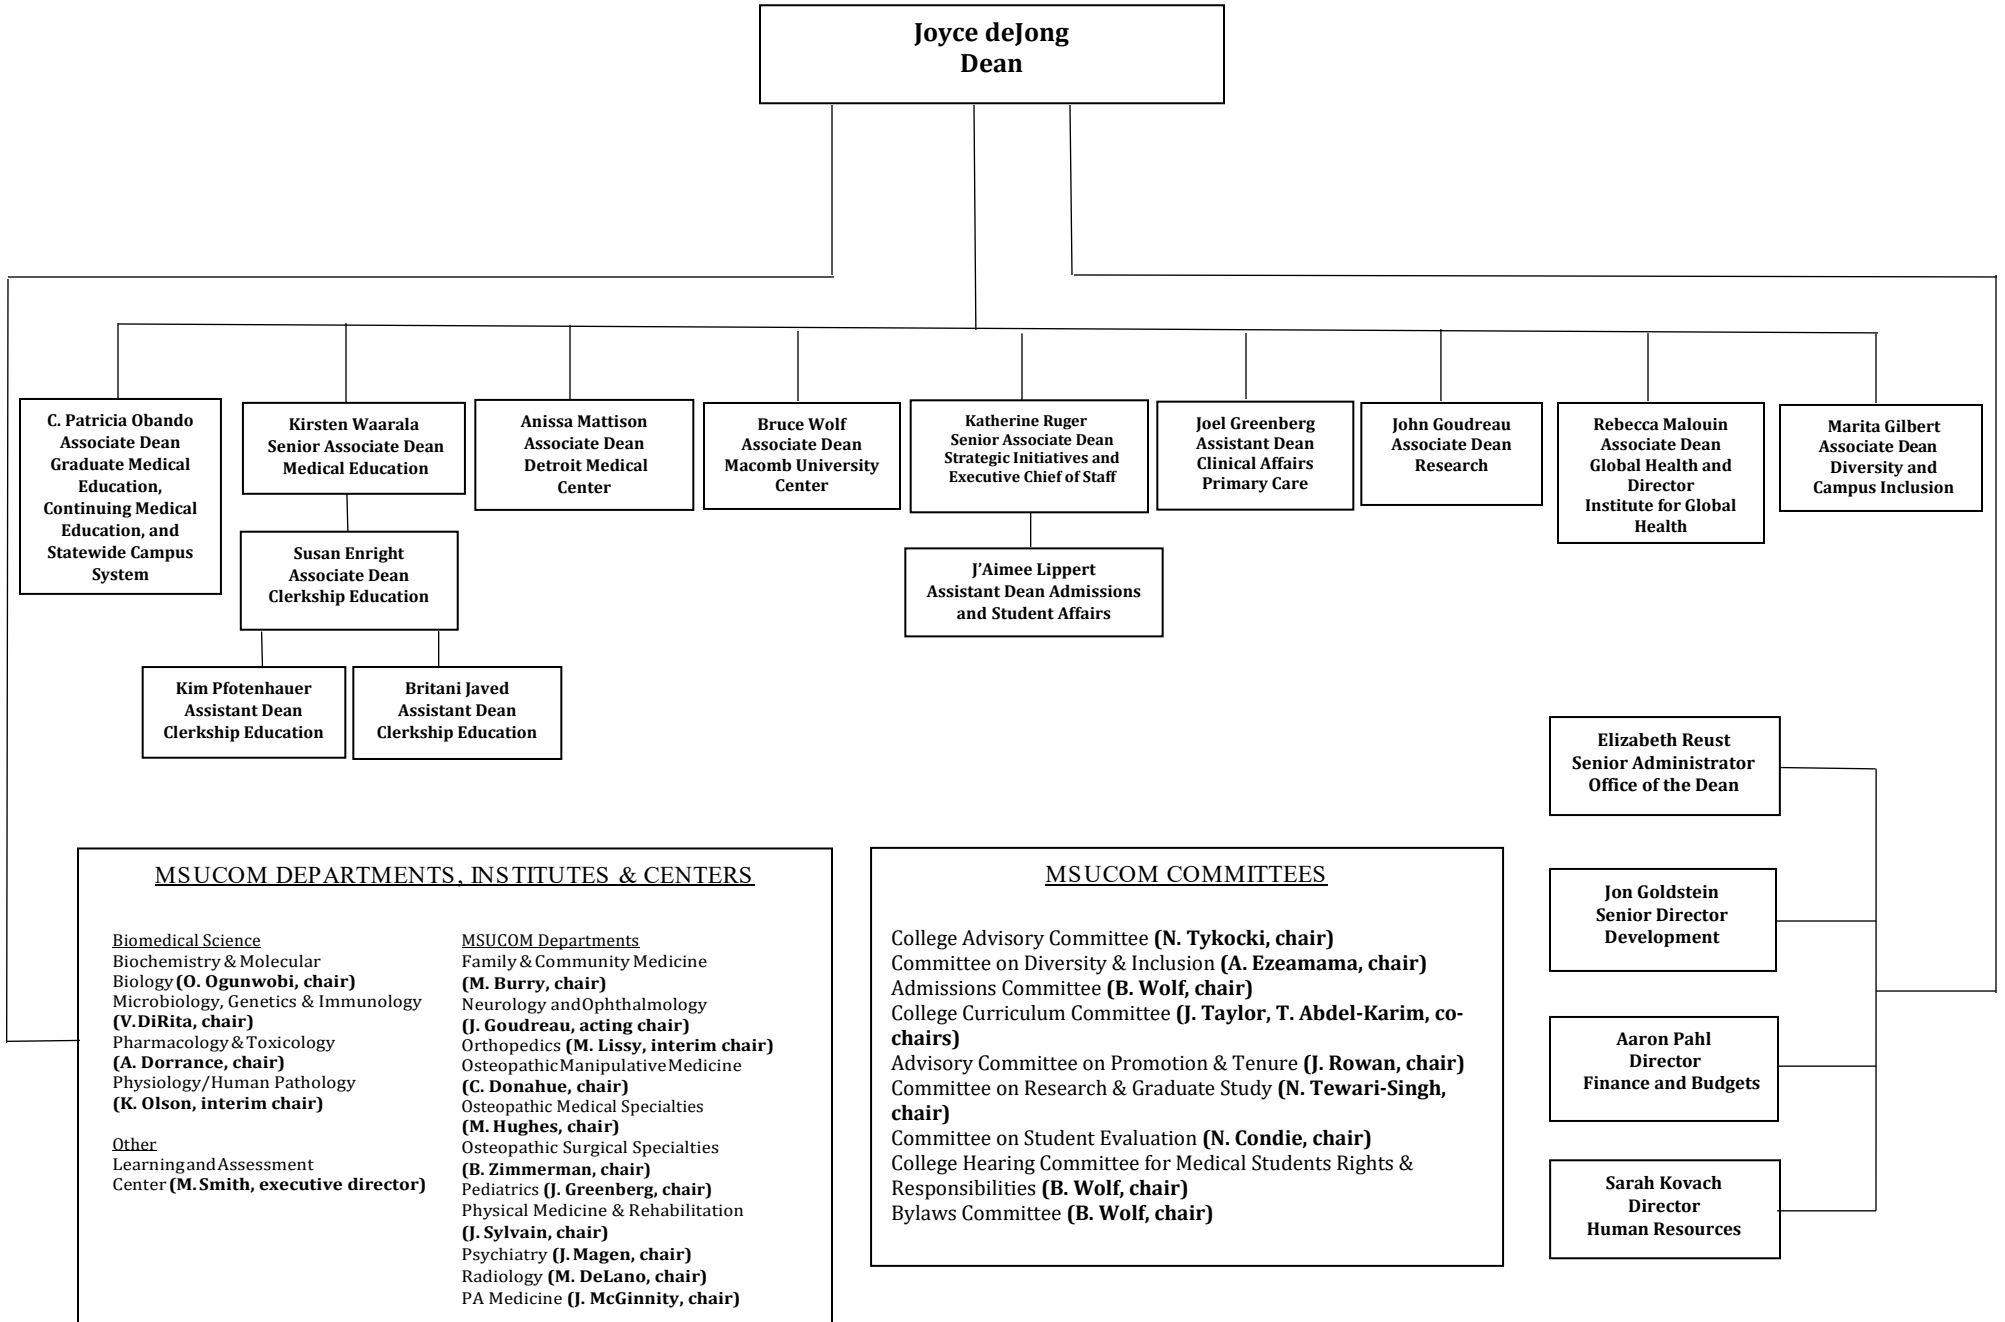 Joyce deJong
Dean
C. Patricia Obando
Associate Dean
Graduate Medical
Education,
Continuing Medical
Education, and
Statewide Campus
System
Kirsten Waarala
Senior Associate Dean
Medical Education
Anissa Mattison
Associate Dean
Detroit Medical
Center
Bruce Wolf
Associate Dean
Macomb University
Center
Katherine Ruger
Senior Associate Dean
Strategic Initiatives and
Executive Chief of Staff
Joel Greenberg
Assistant Dean
Clinical Affairs
Primary Care
John Goudreau
Associate Dean
Research
Rebecca Malouin
Associate Dean
Global Health and
Director
Institute for Global
Health
Marita Gilbert
Associate Dean
Diversity and
Campus Inclusion
Susan Enright
Associate Dean
Clerkship Education
J’Aimee Lippert
Assistant Dean Admissions
and Student Affairs
Kim Pfotenhauer
Assistant Dean
Clerkship Education
Britani Javed
Assistant Dean
Clerkship Education
Elizabeth Reust
Senior Administrator
Office of the Dean
Jon Goldstein
Senior Director
Development
Aaron Pahl
Director
Finance and Budgets
Sarah Kovach
Director
Human Resources
MSUCOM DEPARTMENTS, INSTITUTES & CENTERS
Biomedical Science
Biochemistry & Molecular
Biology (O. Ogunwobi, chair)
Microbiology, Genetics & Immunology
(V.DiRita, chair)
Pharmacology & Toxicology
(A. Dorrance, chair)
Physiology/Human Pathology
(K. Olson, interim chair)
Other
Learning and Assessment
Center (M. Smith, executive director)
MSUCOM Departments
Family & Community Medicine
(M. Burry, chair)
Neurology and Ophthalmology
(J. Goudreau, acting chair)
Orthopedics (M. Lissy, interim chair)
Osteopathic Manipulative Medicine
(C. Donahue, chair)
Osteopathic Medical Specialties
(M. Hughes, chair)
Osteopathic Surgical Specialties
(B. Zimmerman, chair)
Pediatrics (J. Greenberg, chair)
Physical Medicine & Rehabilitation
(J. Sylvain, chair)
Psychiatry (J. Magen, chair)
Radiology (M. DeLano, chair)
PA Medicine (J. McGinnity, chair)
MSUCOM COMMITTEES
College Advisory Committee (N. Tykocki, chair)
Committee on Diversity & Inclusion (A. Ezeamama, chair)
Admissions Committee (B. Wolf, chair)
College Curriculum Committee (J. Taylor, T. Abdel-Karim, co-
chairs)
Advisory Committee on Promotion & Tenure (J. Rowan, chair)
Committee on Research & Graduate Study (N. Tewari-Singh,
chair)
Committee on Student Evaluation (N. Condie, chair)
College Hearing Committee for Medical Students Rights &
Responsibilities (B. Wolf, chair)
Bylaws Committee (B. Wolf, chair)